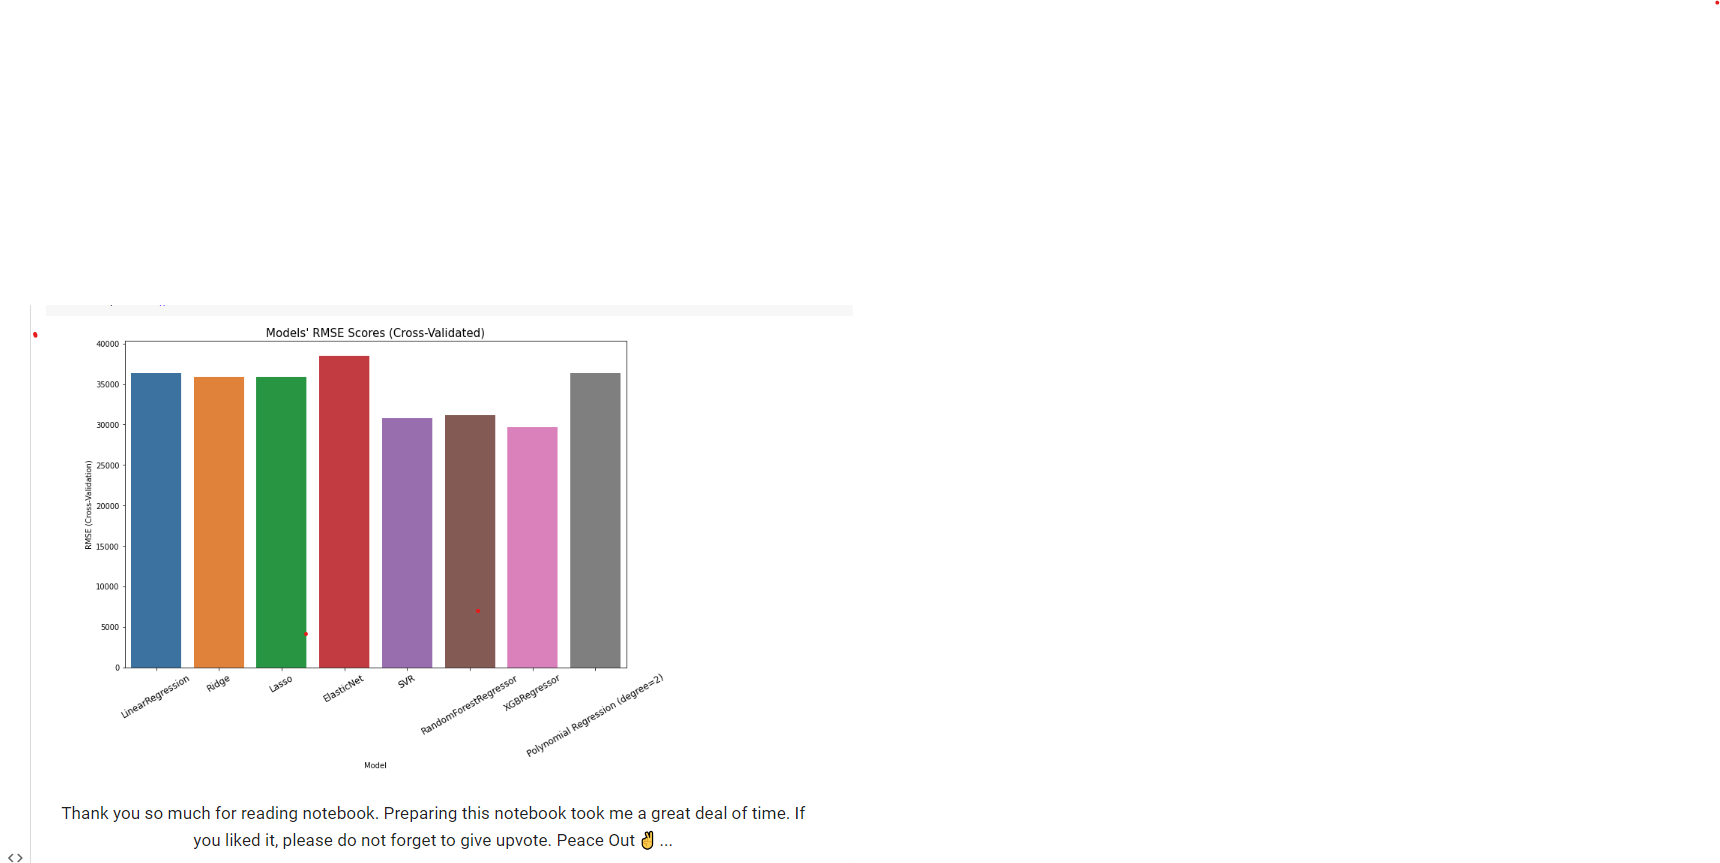 Models' RMSE Scores (Cross-Validated)
40000
35000
30000
25000
20000
15000
10000
5000
0
RMSE (Cross-Validation)
LinearRegression
Ridge
Lasso
ElasticNet
SVR
RandomForestRegressor
XGBRegressor
Polynomial Regression (degree=2)
Model
Thank you so much for reading notebook. Preparing this notebook took me a great deal of time. If
you liked it, please do not forget to give upvote. Peace Out ✌ ...